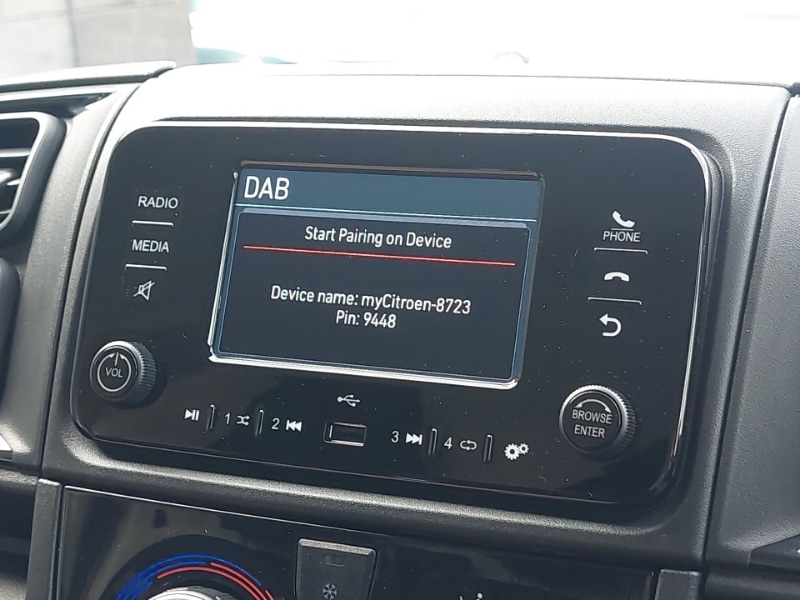 DAB
Start Pairing on Device
Device name: myCitroen-8723
Pin: 9448
RADIO
MEDIA
VOL
PHONE
BROWSE
ENTER
1 2 3 4